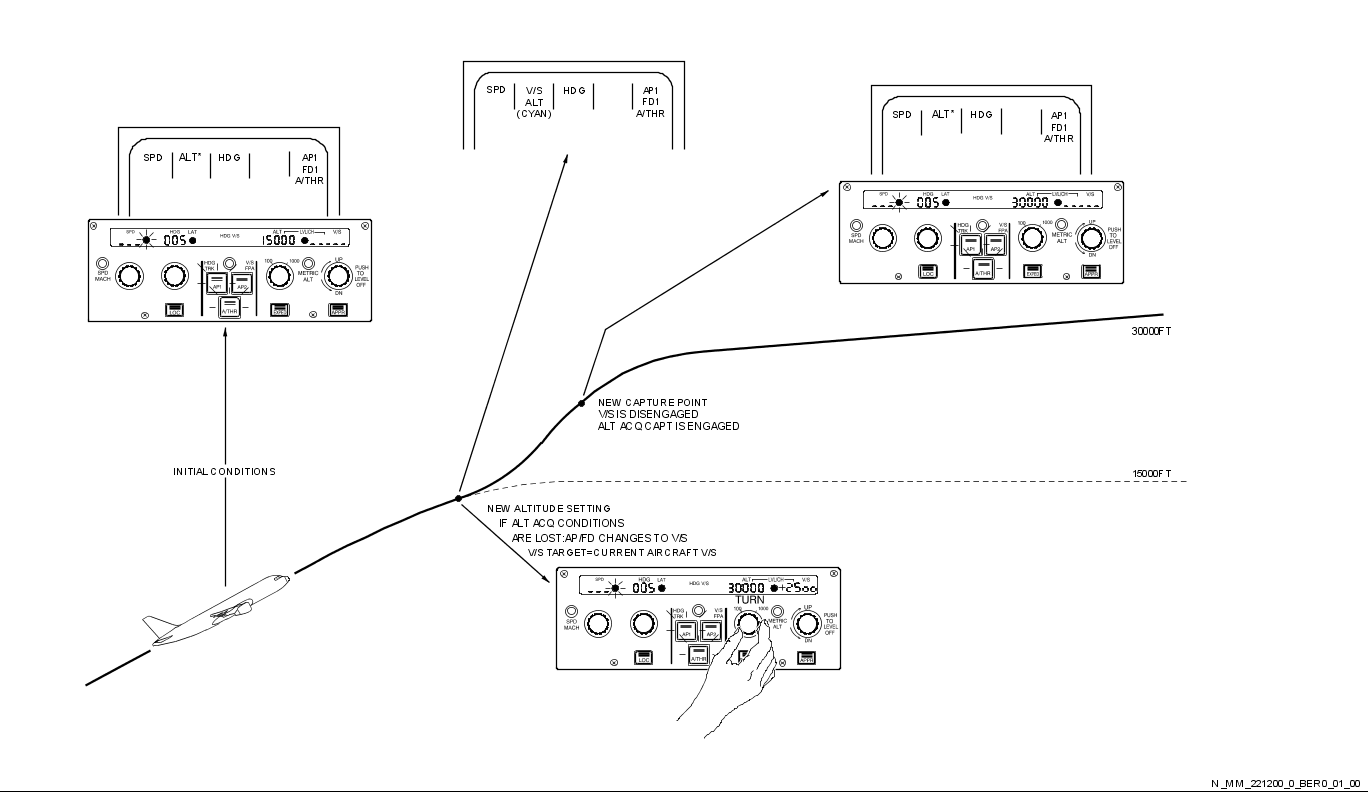 SPD ALT* HDG AP1
FD1
A/THR
SPD HDG LAT HDG V/S ALT LVL/CH V/S
005 15000
SPD
MACH
HDG
TRK
V/S
FPA
100 1000
METRIC
ALT
UP
PUSH
TO
LEVEL
OFF
DN
AP1 AP2
LOC A/THR EXPED APPR
SPD V/S HDG AP1
ALT FD1
(CYAN) A/THR
SPD ALT* HDG AP1
FD1
A/THR
SPD HDG LAT HDG V/S ALT LVL/CH V/S
005 30000
SPD
MACH
HDG
TRK
V/S
FPA
100 1000
METRIC
ALT
UP
PUSH
TO
LEVEL
OFF
DN
AP1 AP2
LOC A/THR EXPED APPR
30000FT
NEW CAPTURE POINT
V/S IS DISENGAGED
ALT ACQ CAPT IS ENGAGED
INITIAL CONDITIONS
15000FT
NEW ALTITUDE SETTING
IF ALT ACQ CONDITIONS
ARE LOST:AP/FD CHANGES TO V/S
V/S TARGET=CURRENT AIRCRAFT V/S
SPD HDG LAT HDG V/S ALT LVL/CH V/S
005 30000 +2500
TURN
SPD
MACH
HDG
TRK
V/S
FPA
100 1000
METRIC
ALT
UP
PUSH
TO
LEVEL
OFF
DN
AP1 AP2
LOC A/THR APPR
N_MM_221200_0_BER0_01_00